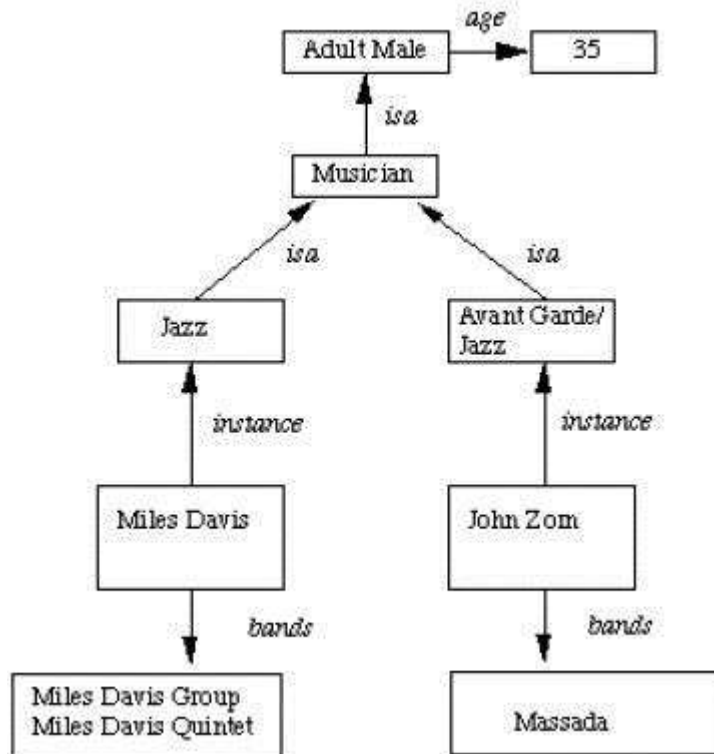 age
Adult Male
35
isa
Musician
isa
isa
Jazz
Avant Garde/
Jazz
instance
instance
Miles Davis
John Zorn
bands
bands
Miles Davis Group
Miles Davis Quintet
Massada